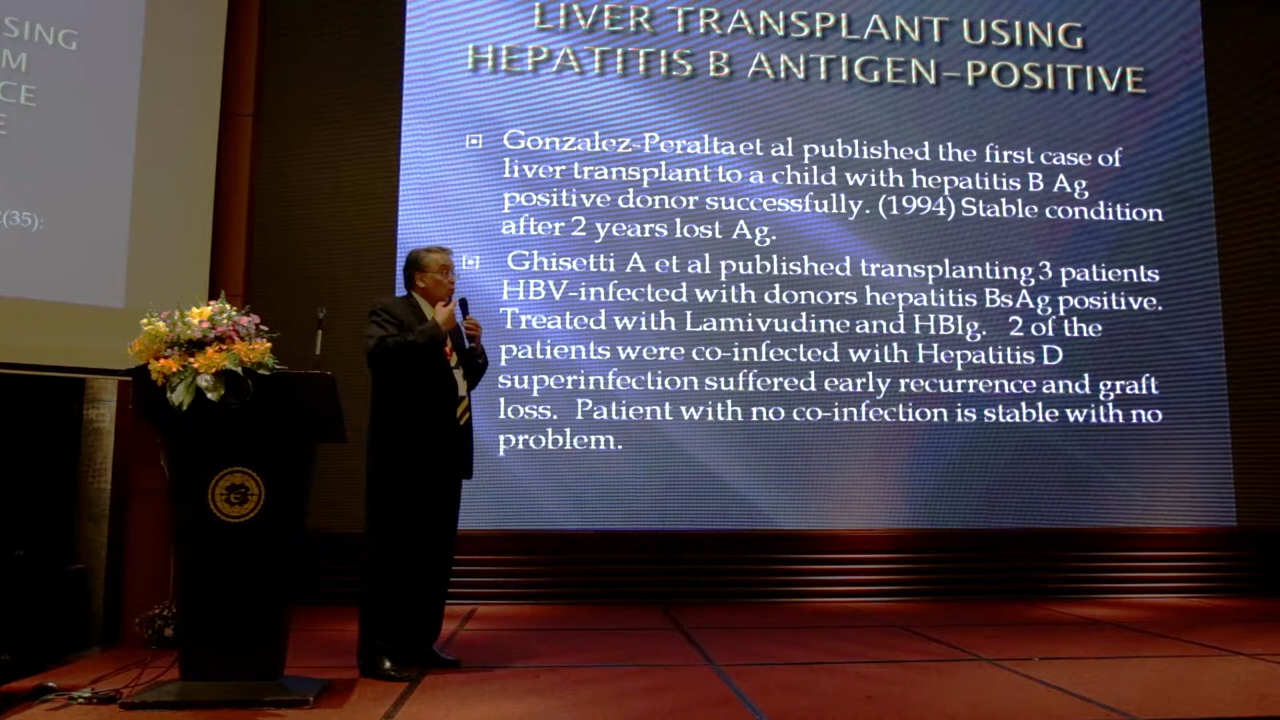 SING
M
CE
E
(35):
LIVER TRANSPLANT USING
HEPATITIS B ANTIGEN-POSITIVE
Gonzalez-Peralta et al published the first case of
liver transplant to a child with hepatitis B Ag
positive donor successfully. (1994) Stable condition
after 2 years lost Ag.
Ghisetti A et al published transplanting 3 patients
HBV-infected with donors hepatitis BsAg positive.
Treated with Lamivudine and HBIg. 2 of the
patients were co-infected with Hepatitis D
superinfection suffered early recurrence and graft
loss. Patient with no co-infection is stable with no
problem.